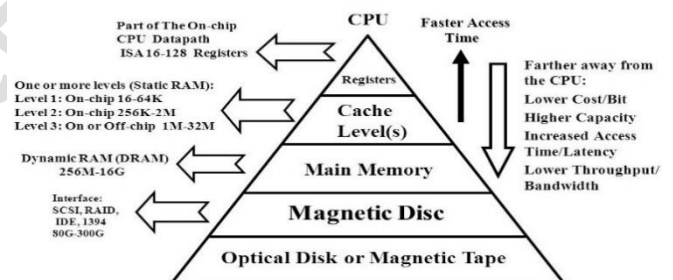 CPU
Part of The On-chip
CPU Datapath
ISA 16-128 Registers
One or more levels (Static RAM):
Level 1: On-chip 16-64K
Level 2: On-chip 256K-2M
Level 3: On or Off-chip 1M-32M
Dynamic RAM (DRAM)
256M-16G
Interface:
SCSI, RAID,
IDE, 1394
80G-300G
Registers
Cache
Level(s)
Main Memory
Magnetic Disc
Optical Disk or Magnetic Tape
Faster Access
Time
Farther away from
the CPU:
Lower Cost/Bit
Higher Capacity
Increased Access
Time/Latency
Lower Throughput/
Bandwidth